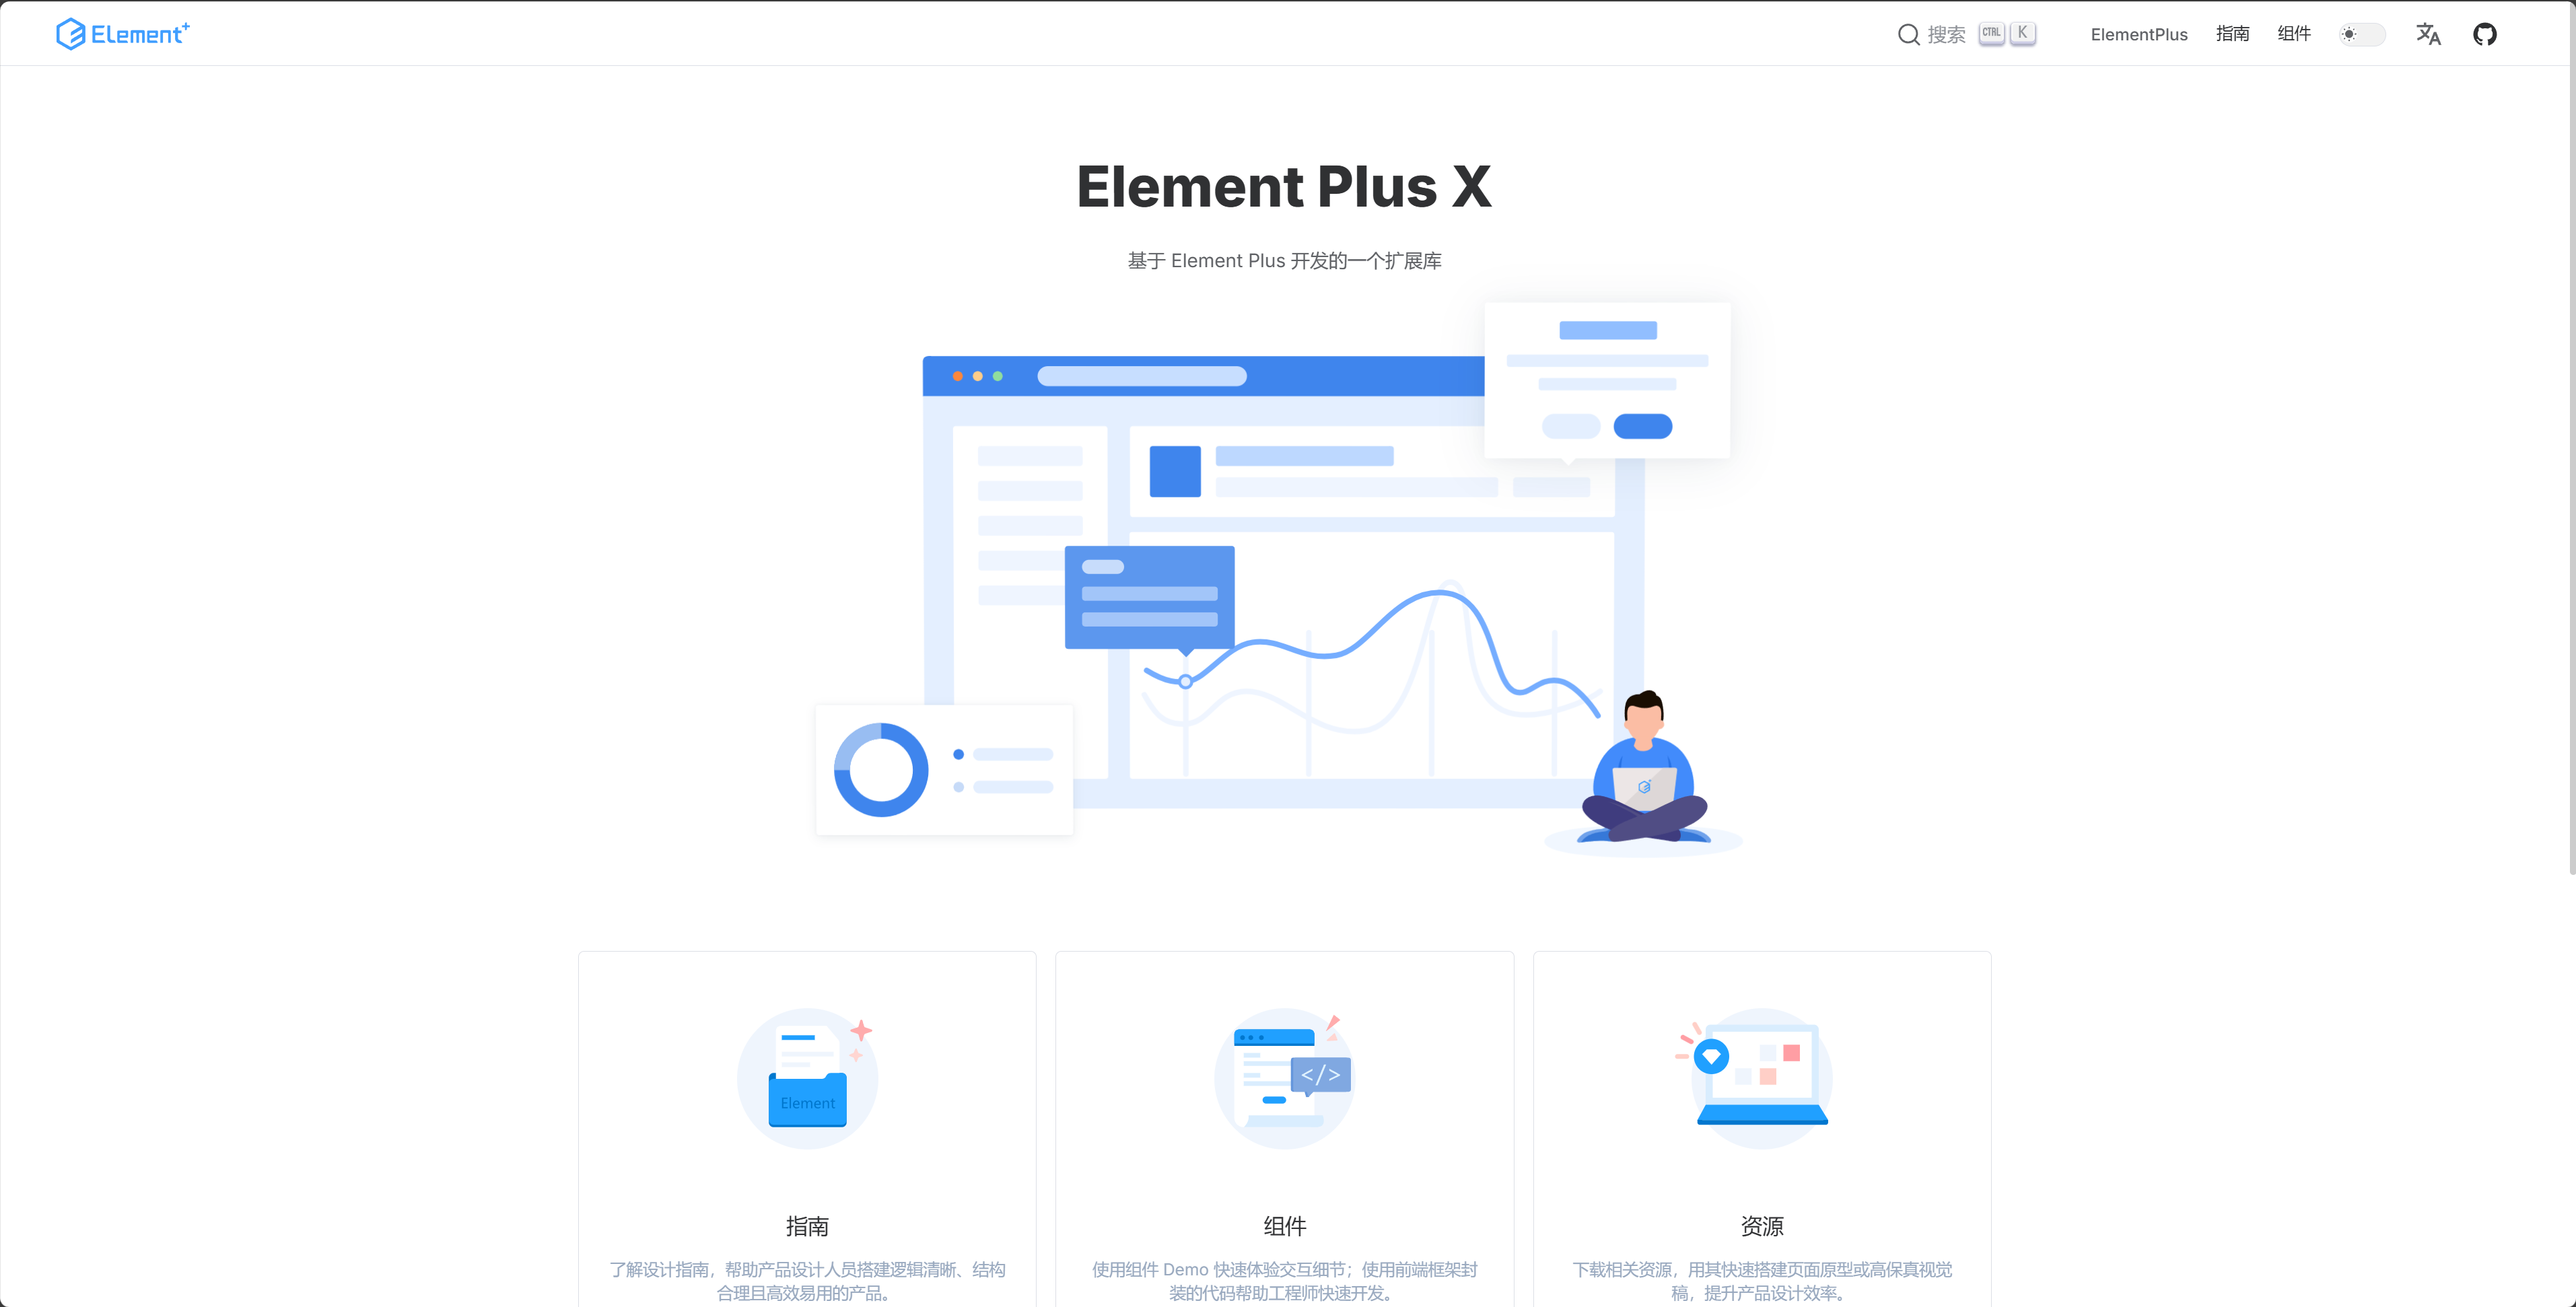 Element+
搜索 CTRL K ElementPlus 指南 组件
Element Plus X
基于 Element Plus 开发的一个扩展库
Element
</>
指南
了解设计指南，帮助产品设计人员搭建逻辑清晰、结构
合理且高效易用的产品。
组件
使用组件 Demo 快速体验交互细节；使用前端框架封
装的代码帮助工程师快速开发。
资源
下载相关资源，用其快速搭建页面原型或高保真视觉
稿，提升产品设计效率。